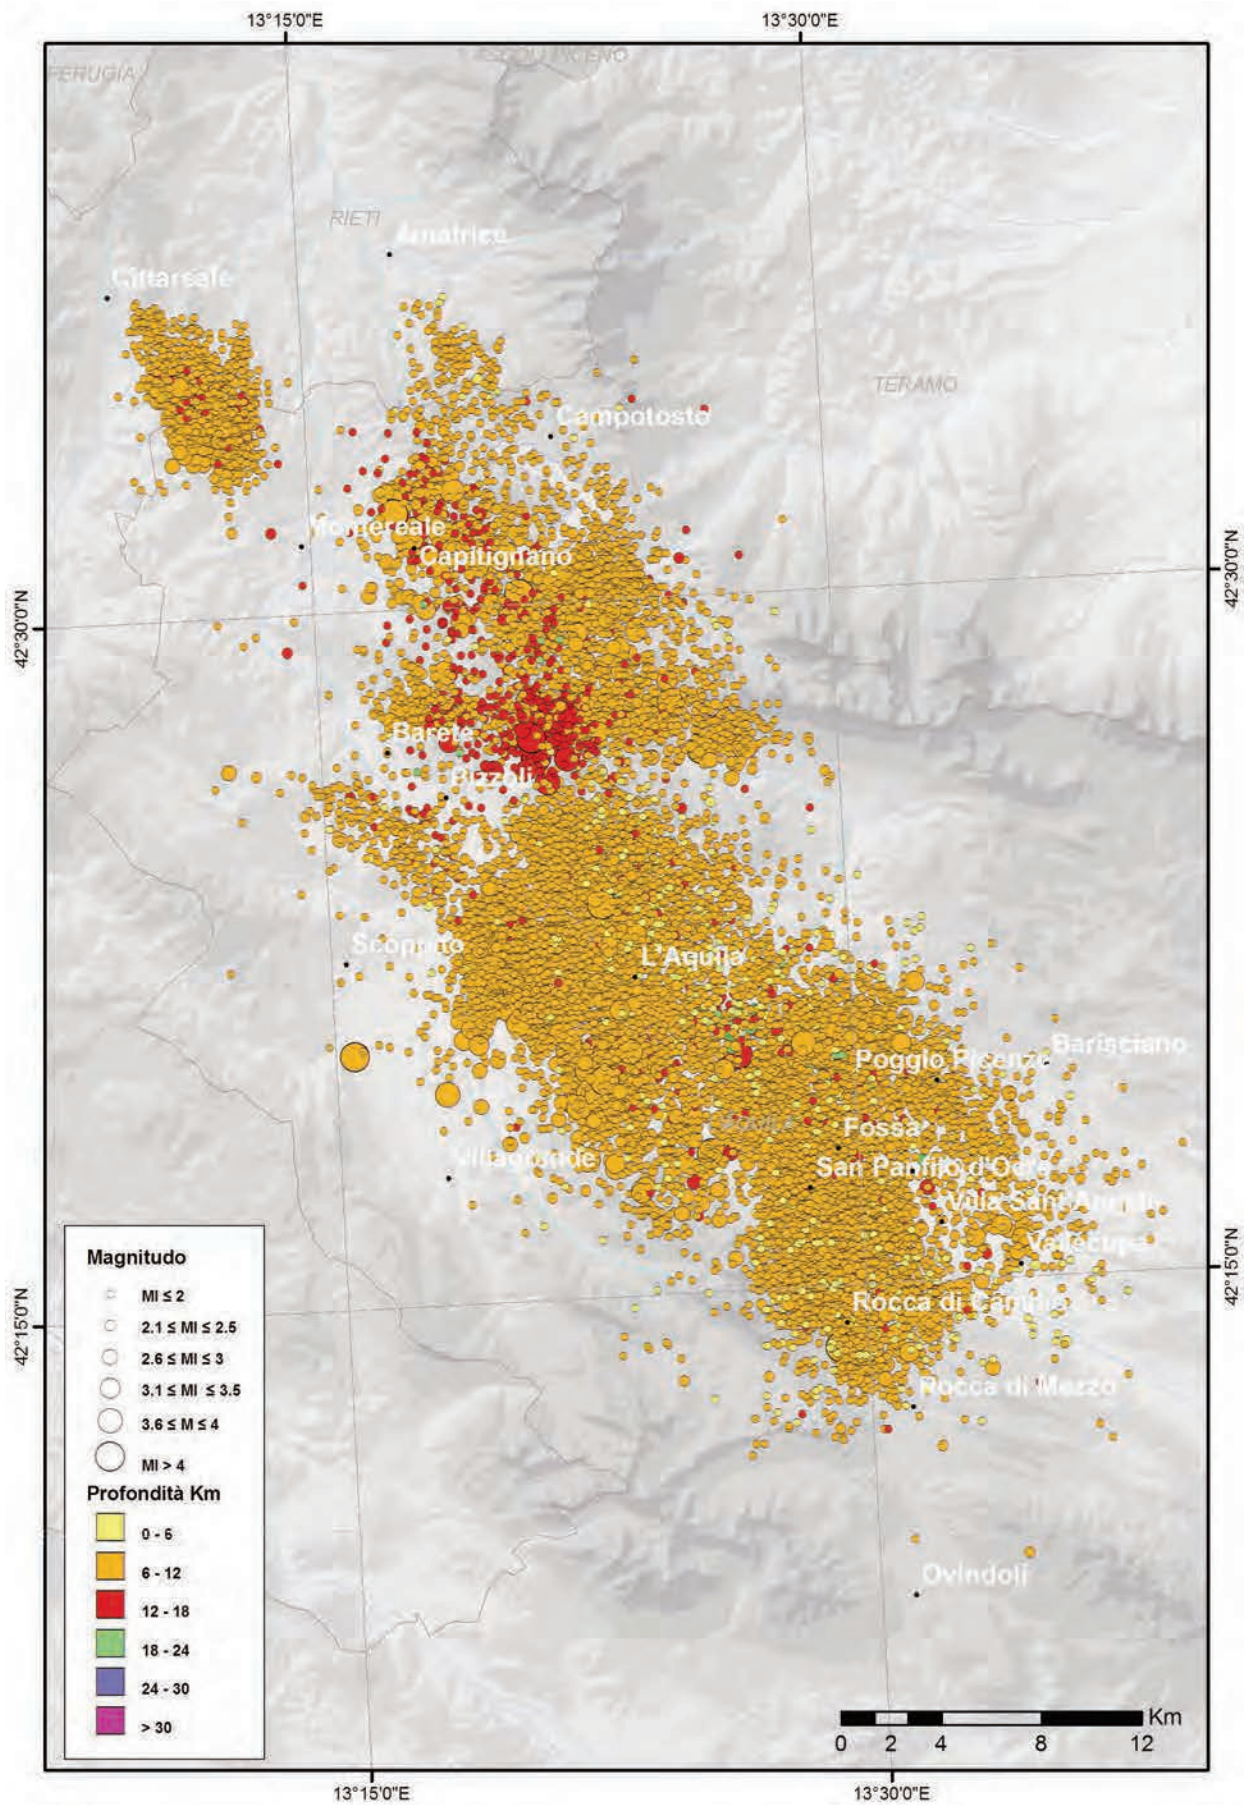 13°15'0"E
13°30'0"E
PERUGIA
ASCOLI PICENO
RIETI
Amatrice
Cittareale
TERAMO
Campotosto
Montereale
Capitignano
42°30'0"N
42°30'0"N
Barete
Pizzoli
Scoppito
L'Aquila
Barisciano
Poggio Picenze
L'AQUILA
Fossa
Villagrande
San Panfilo d'Ocre
Villa Sant'Angelo
Vallecupa
42°15'0"N
42°15'0"N
Rocca di Cambio
Rocca di Mezzo
Ovindoli
Magnitudo
Ml ≤ 2
2.1 ≤ Ml ≤ 2.5
2.6 ≤ Ml ≤ 3
3.1 ≤ Ml ≤ 3.5
3.6 ≤ M ≤ 4
Ml > 4
Profondità Km
0 - 6
6 - 12
12 - 18
18 - 24
24 - 30
> 30
Km
0 2 4 8 12
13°15'0"E
13°30'0"E